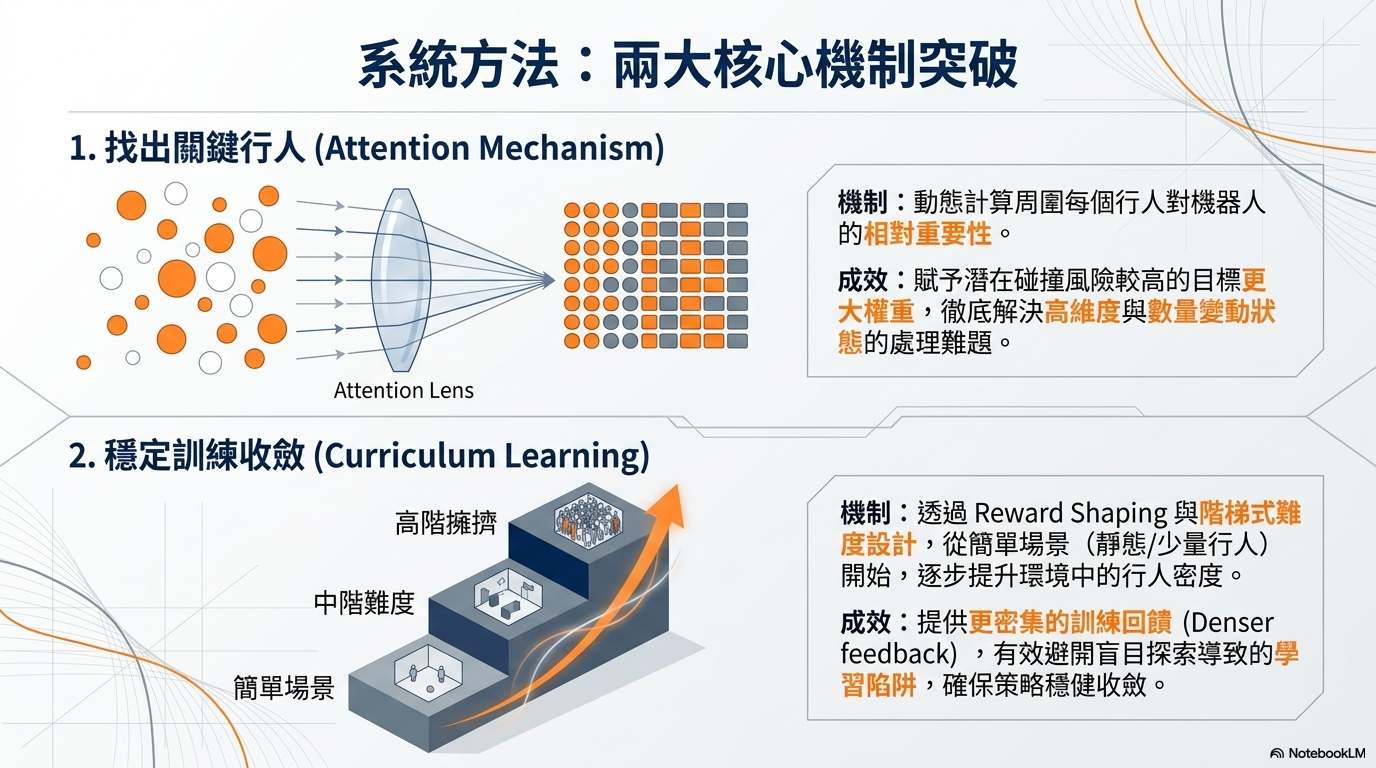 系統方法：兩大核心機制突破
1. 找出關鍵行人 (Attention Mechanism)
Attention Lens
機制：動態計算周圍每個行人對機器人
的相對重要性。
成效：賦予潛在碰撞風險較高的目標更
大權重，徹底解決高維度與數量變動狀
態的處理難題。
2. 穩定訓練收斂 (Curriculum Learning)
高階擁擠
中階難度
簡單場景
機制：透過 Reward Shaping 與階梯式難
度設計，從簡單場景（靜態/少量行人）
開始，逐步提升環境中的行人密度。
成效：提供更密集的訓練回饋 (Denser
feedback) ，有效避開盲目探索導致的學
習陷阱，確保策略穩健收斂。
NotebookLM